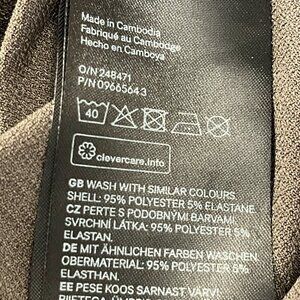 Made in Cambodia
Fabriqué au Cambodge
Hecho en Camboya
O/N 248471
P/N 09665643
40
clevercare.info
GB WASH WITH SIMILAR COLOURS.
SHELL: 95% POLYESTER 5% ELASTANE
CZ PERTE S PODOBNÝMI BARVAMI.
SVRCHNÍ LÁTKA: 95% POLYESTER 5%
ELASTAN.
DE MIT ÄHNLICHEN FARBEN WASCHEN.
OBERMATERIAL: 95% POLYESTER 5%
ELASTHAN.
EE PESE KOOS SARNAST VÄRVI